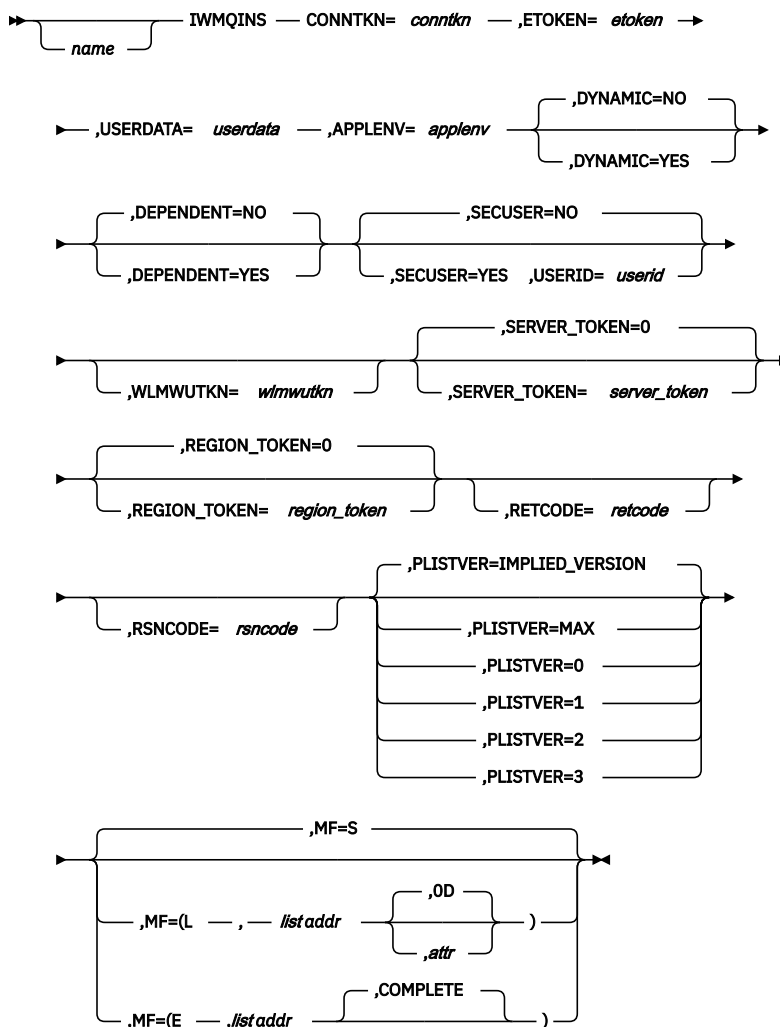 name IWMQINS CONNTKN= conntkn ,ETOKEN= etoken
,USERDATA= userdata ,APPLENV= applenv ,DYNAMIC=NO
,DYNAMIC=YES
,DEPENDENT=NO
,DEPENDENT=YES
,SECUSER=NO
,SECUSER=YES ,USERID= userid
,WLMWUTKN= wlmwutkn
,SERVER_TOKEN=0
,SERVER_TOKEN= server_token
,REGION_TOKEN=0
,REGION_TOKEN= region_token
,RETCODE= retcode
,RSNCODE= rsncode
,PLISTVER=IMPLIED_VERSION
,PLISTVER=MAX
,PLISTVER=0
,PLISTVER=1
,PLISTVER=2
,PLISTVER=3
,MF=S
,MF=(L , list addr ,0D )
,attr
,MF=(E ,list addr ,COMPLETE )